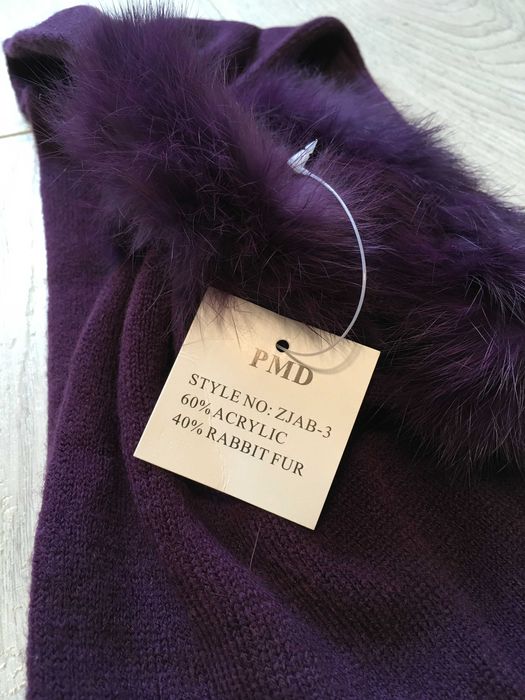 PMD
STYLE NO: ZJAB-3
60% ACRYLIC
40% RABBIT FUR